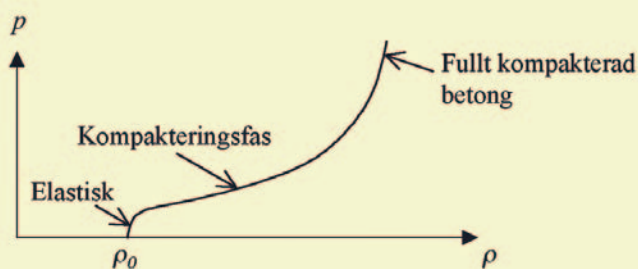 p
Fullt kompakterad
betong
Kompakteringsfas
Elastisk
ρ0
ρ